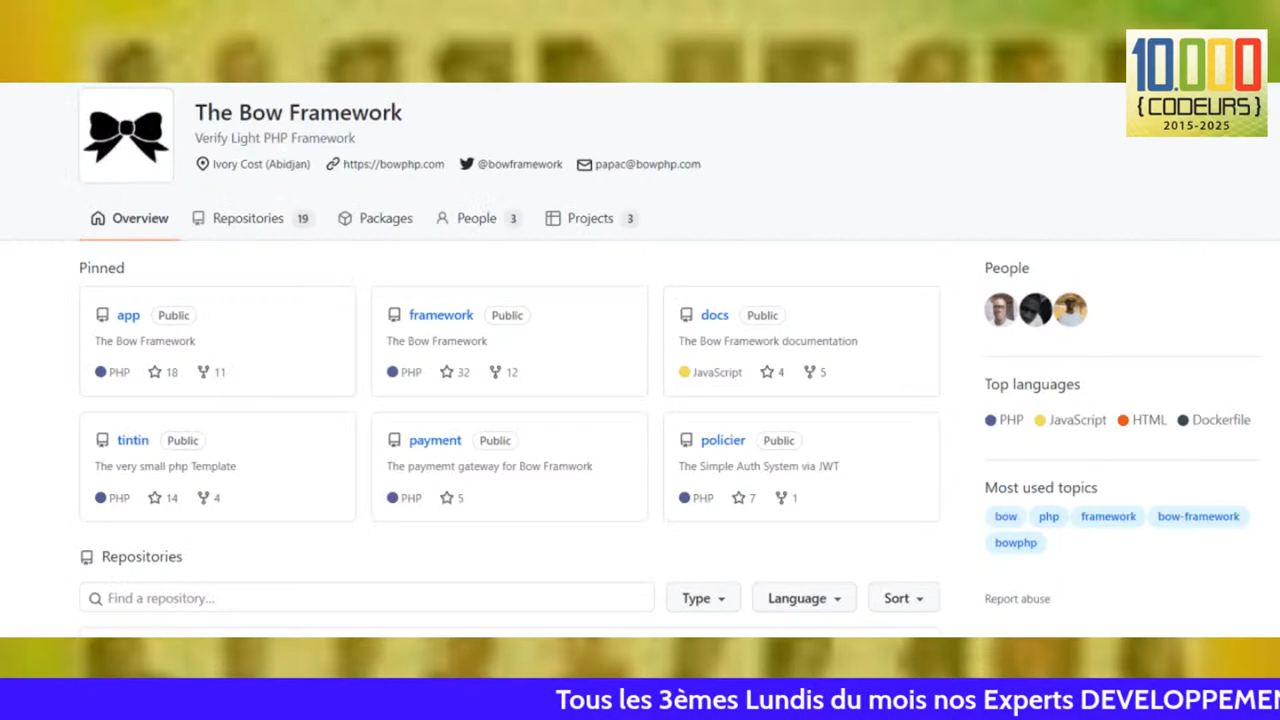 10.000
{CODEURS}
2015-2025
The Bow Framework
Verify Light PHP Framework
Ivory Cost (Abidjan) https://bowphp.com @bowframework papac@bowphp.com
Overview Repositories 19 Packages People 3 Projects 3
Pinned
app Public
The Bow Framework
PHP 18 11
framework Public
The Bow Framework
PHP 32 12
docs Public
The Bow Framework documentation
JavaScript 4 5
tintin Public
The very small php Template
PHP 14 4
payment Public
The paymemt gateway for Bow Framwork
PHP 5
policier Public
The Simple Auth System via JWT
PHP 7 1
Repositories
Find a repository... Type Language Sort
People
Top languages
PHP JavaScript HTML Dockerfile
Most used topics
bow php framework bow-framework
bowphp
Report abuse
Tous les 3èmes Lundis du mois nos Experts DEVELOPPEMEN